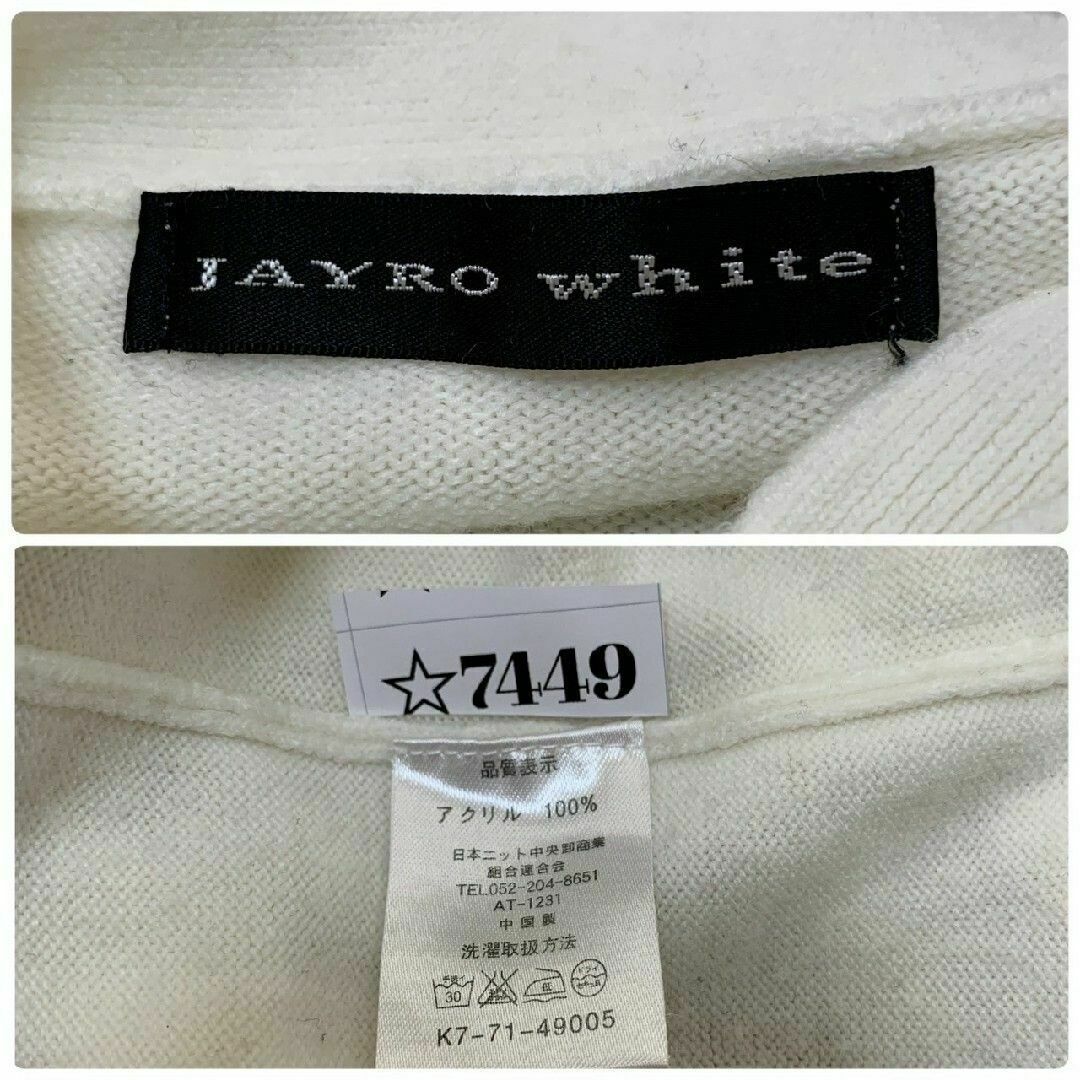 JAYRO white
☆7449
品質表示
アクリル 100%
日本ニット中央卸商業
組合連合会
TEL052-204-8651
AT-1231
中国製
洗濯取扱方法
30 低
K7-71-49005